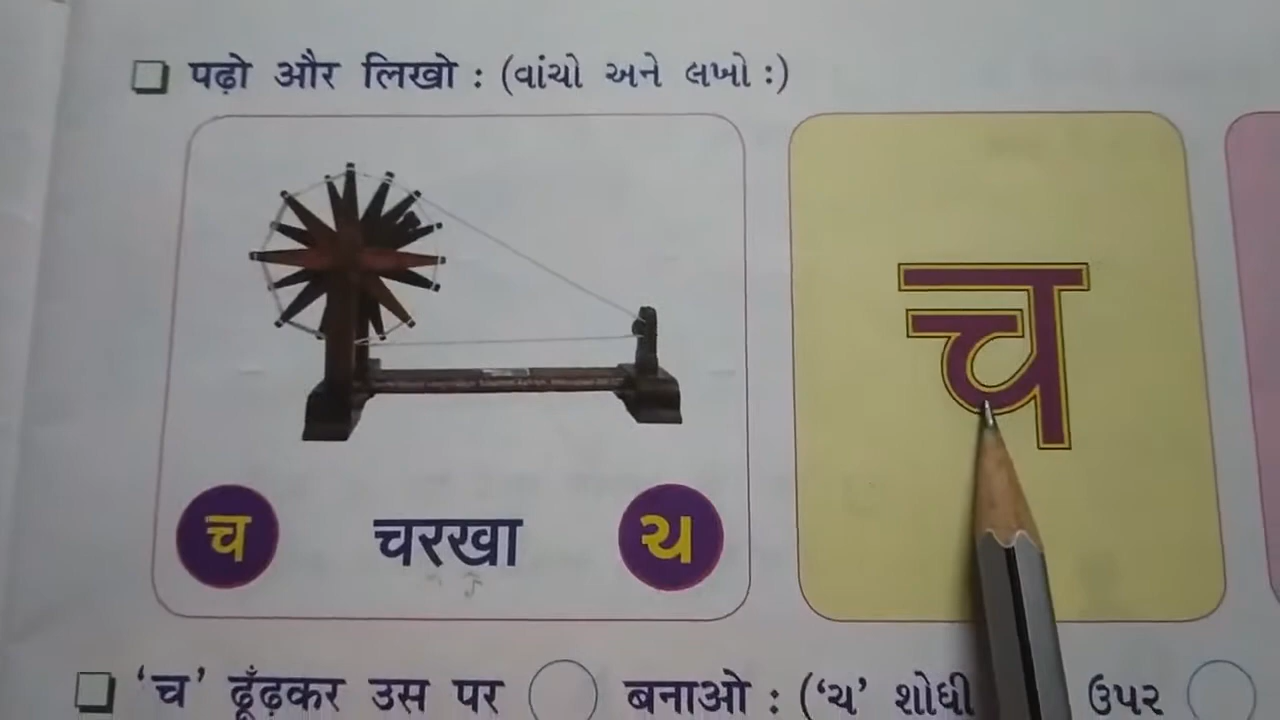 पढ़ो और लिखो : (વાંચો અને લખો :)
च
च चरखा ચ
'च' ढूँढ़कर उस पर बनाओ : ('ચ' શોધી ઉપર